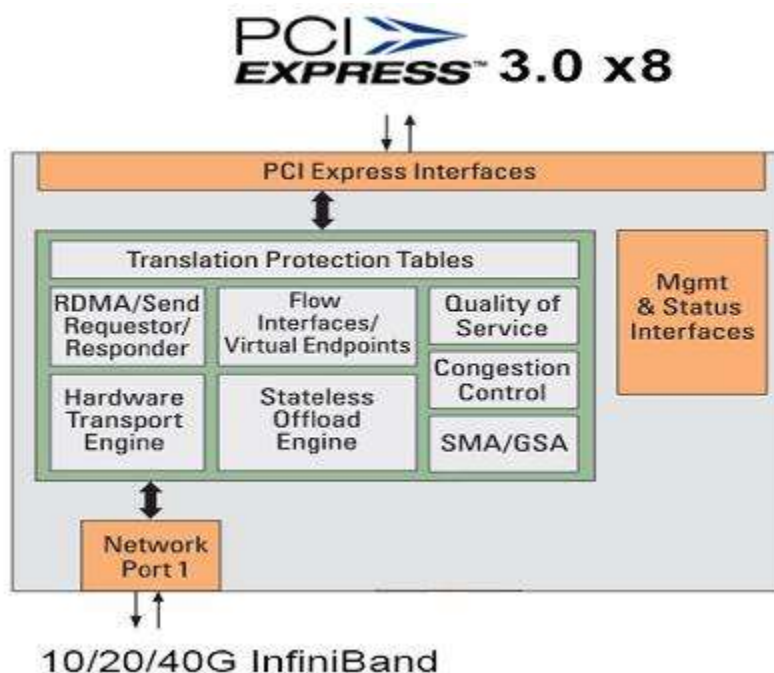 PCI
EXPRESS™ 3.0 x8
PCI Express Interfaces
Translation Protection Tables
RDMA/Send
Requestor/
Responder
Flow
Interfaces/
Virtual Endpoints
Quality of
Service
Congestion
Control
Hardware
Transport
Engine
Stateless
Offload
Engine
SMA/GSA
Mgmt
& Status
Interfaces
Network
Port 1
10/20/40G InfiniBand